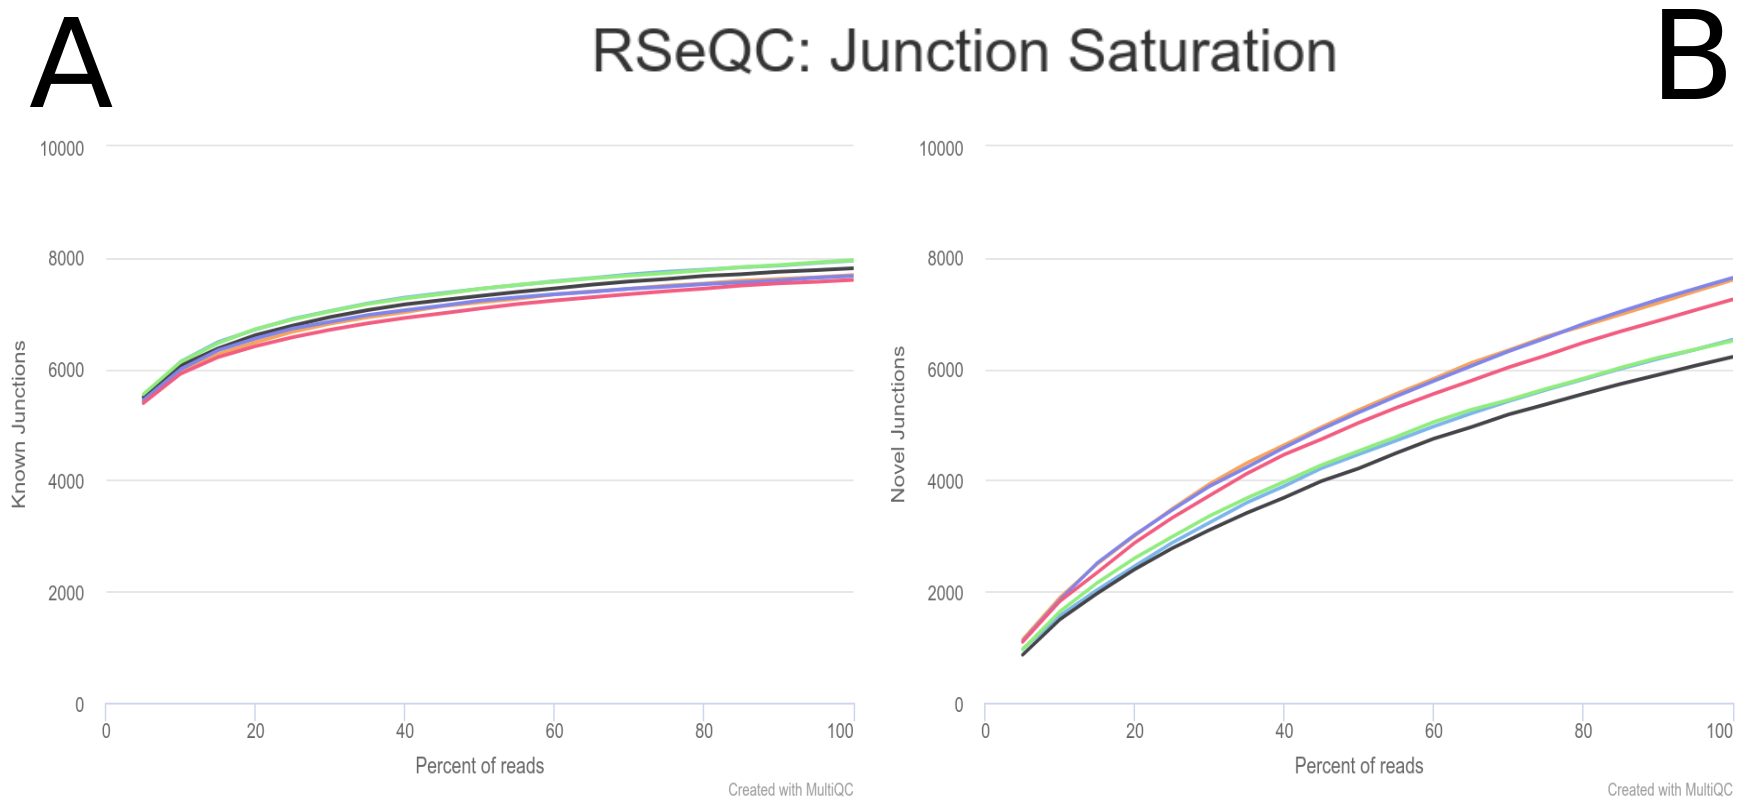 A
RSeQC: Junction Saturation
B
Known Junctions
10000
8000
6000
4000
2000
0
0 20 40 60 80 100
Percent of reads
Created with MultiQC
Novel Junctions
10000
8000
6000
4000
2000
0
0 20 40 60 80 100
Percent of reads
Created with MultiQC